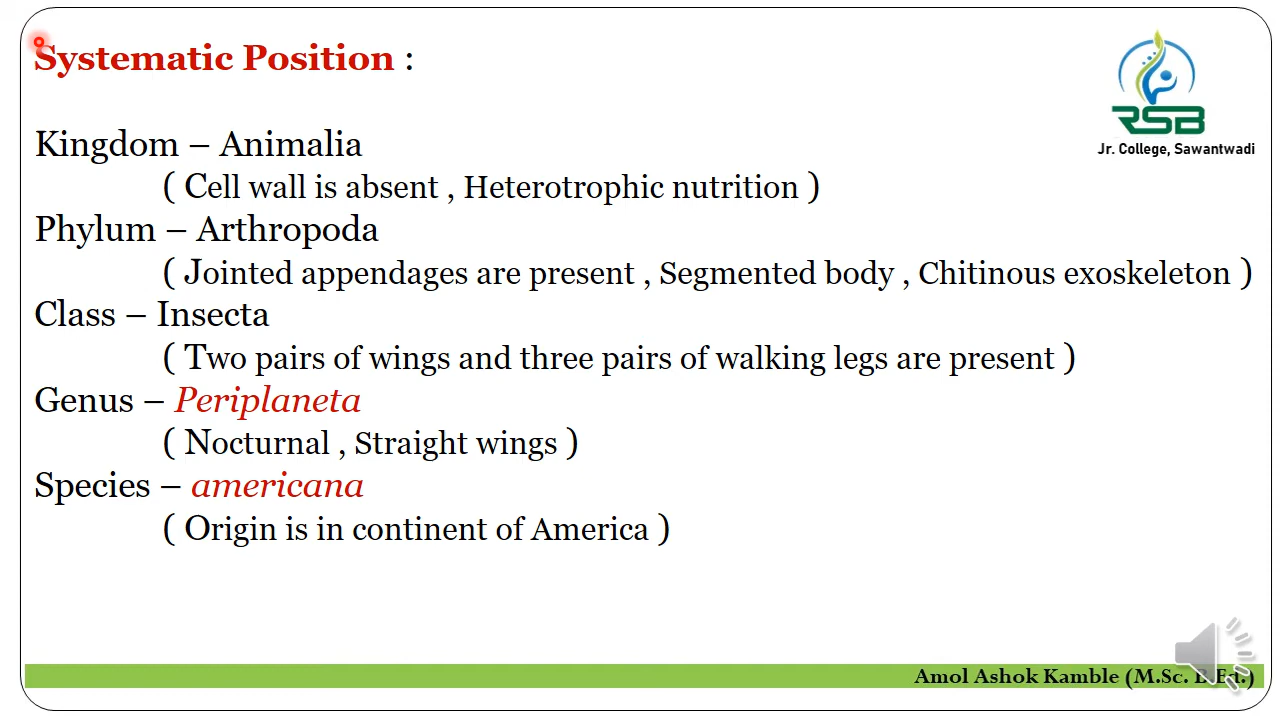 Systematic Position :
RSB
Jr. College, Sawantwadi
Kingdom – Animalia
( Cell wall is absent , Heterotrophic nutrition )
Phylum – Arthropoda
( Jointed appendages are present , Segmented body , Chitinous exoskeleton )
Class – Insecta
( Two pairs of wings and three pairs of walking legs are present )
Genus – Periplaneta
( Nocturnal , Straight wings )
Species – americana
( Origin is in continent of America )
Amol Ashok Kamble (M.Sc. B.Ed.)